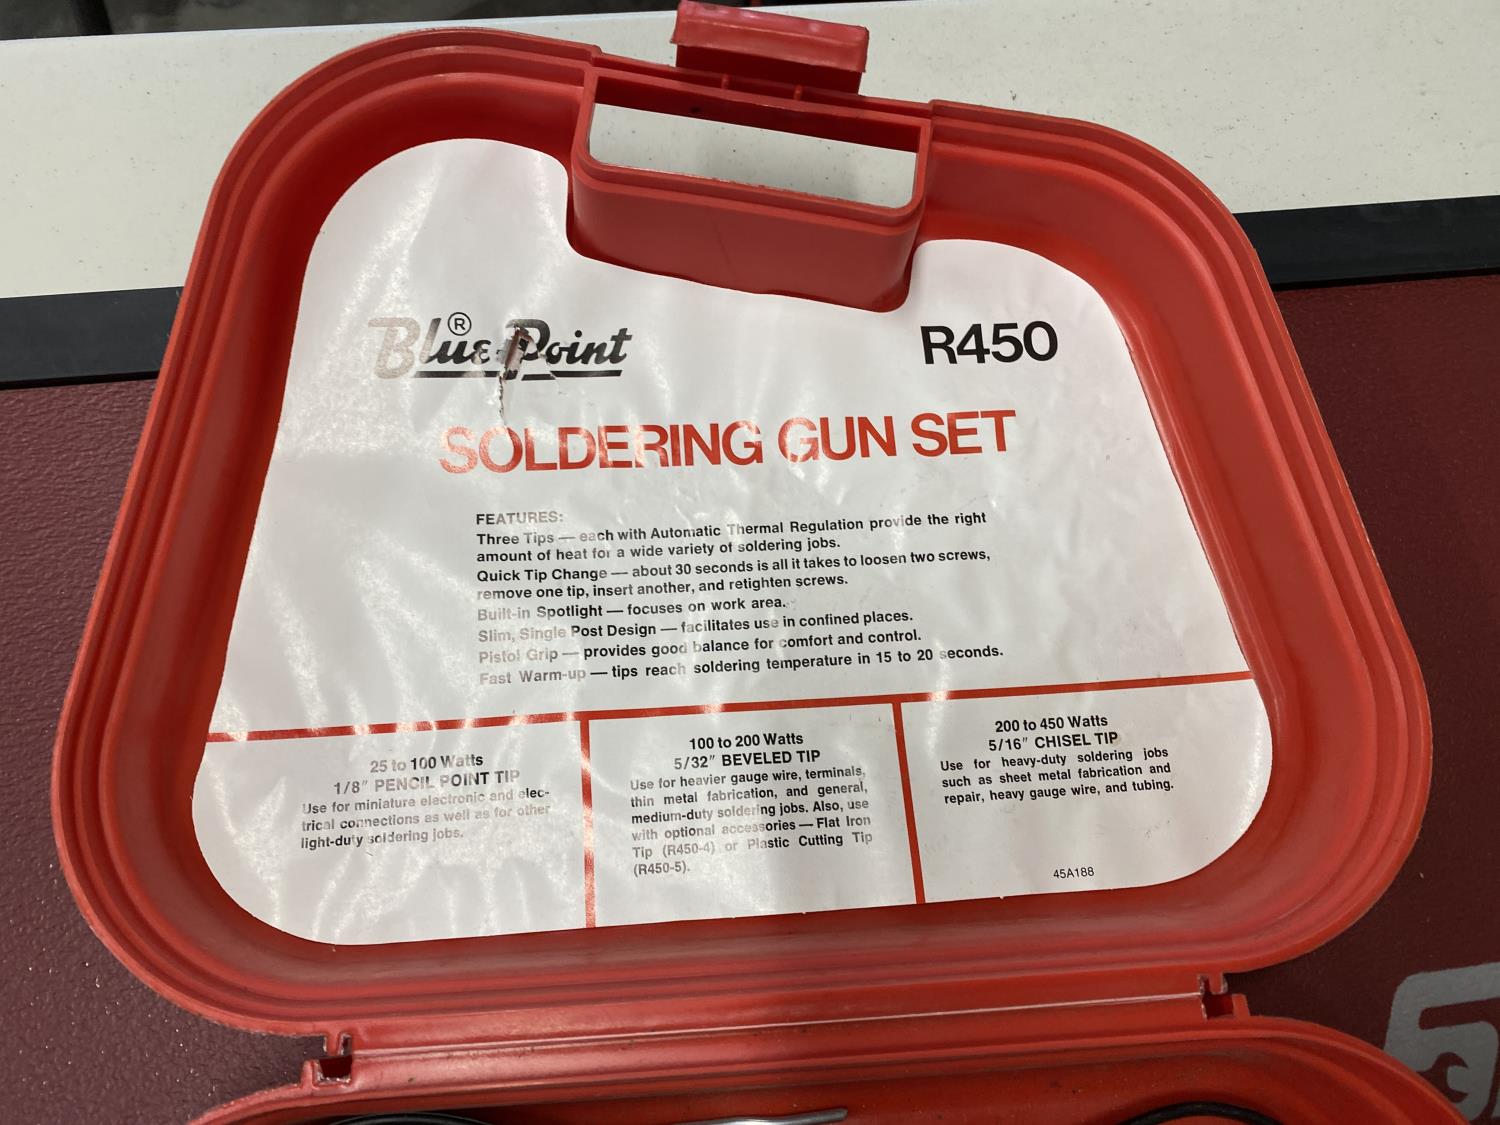 Blue-Point ®
R450
SOLDERING GUN SET
FEATURES:
Three Tips — each with Automatic Thermal Regulation provide the right
amount of heat for a wide variety of soldering jobs.
Quick Tip Change — about 30 seconds is all it takes to loosen two screws,
remove one tip, insert another, and retighten screws.
Built-in Spotlight — focuses on work area.
Slim, Single Post Design — facilitates use in confined places.
Pistol Grip — provides good balance for comfort and control.
Fast Warm-up — tips reach soldering temperature in 15 to 20 seconds.
25 to 100 Watts
1/8" PENCIL POINT TIP
Use for miniature electronic and elec-
trical connections as well as for other
light-duty soldering jobs.
100 to 200 Watts
5/32" BEVELED TIP
Use for heavier gauge wire, terminals,
thin metal fabrication, and general,
medium-duty soldering jobs. Also, use
with optional accessories — Flat Iron
Tip (R450-4) or Plastic Cutting Tip
(R450-5).
200 to 450 Watts
5/16" CHISEL TIP
Use for heavy-duty soldering jobs
such as sheet metal fabrication and
repair, heavy gauge wire, and tubing.
45A188